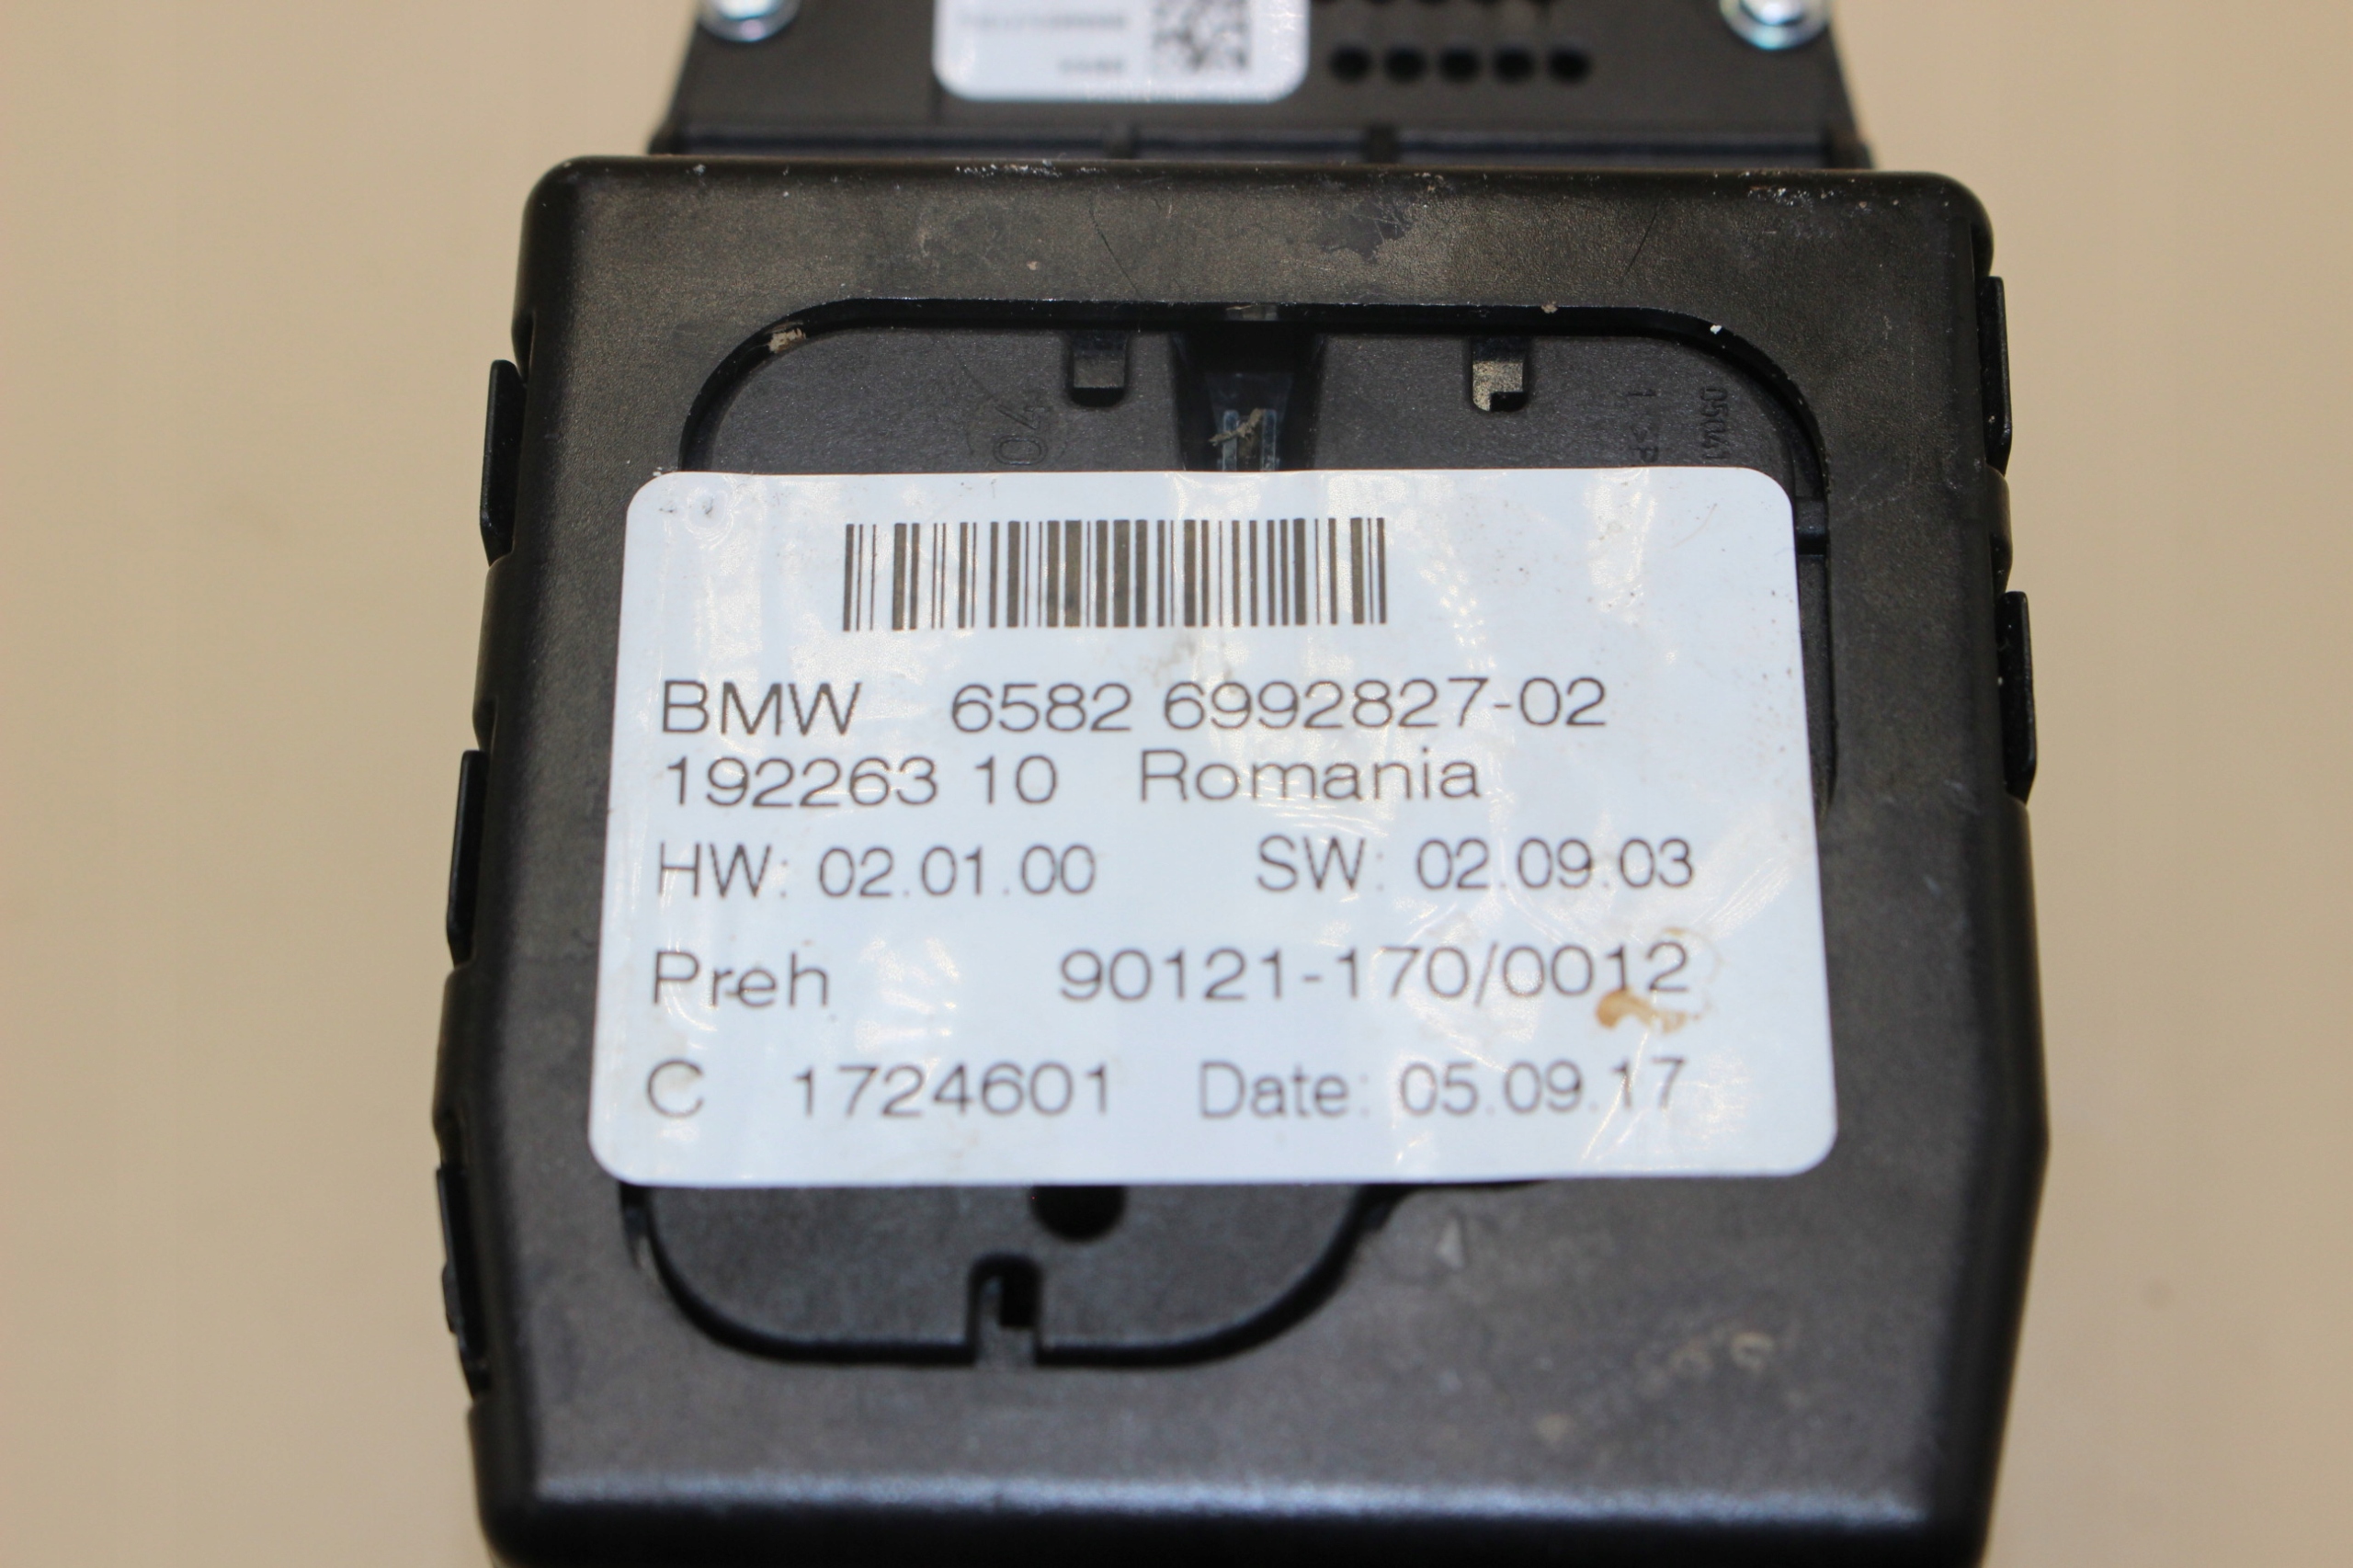 BMW 6582 6992827-02
192263 10 Romania
HW: 02.01.00 SW: 02.09.03
Preh 90121-170/0012
C 1724601 Date: 05.09.17